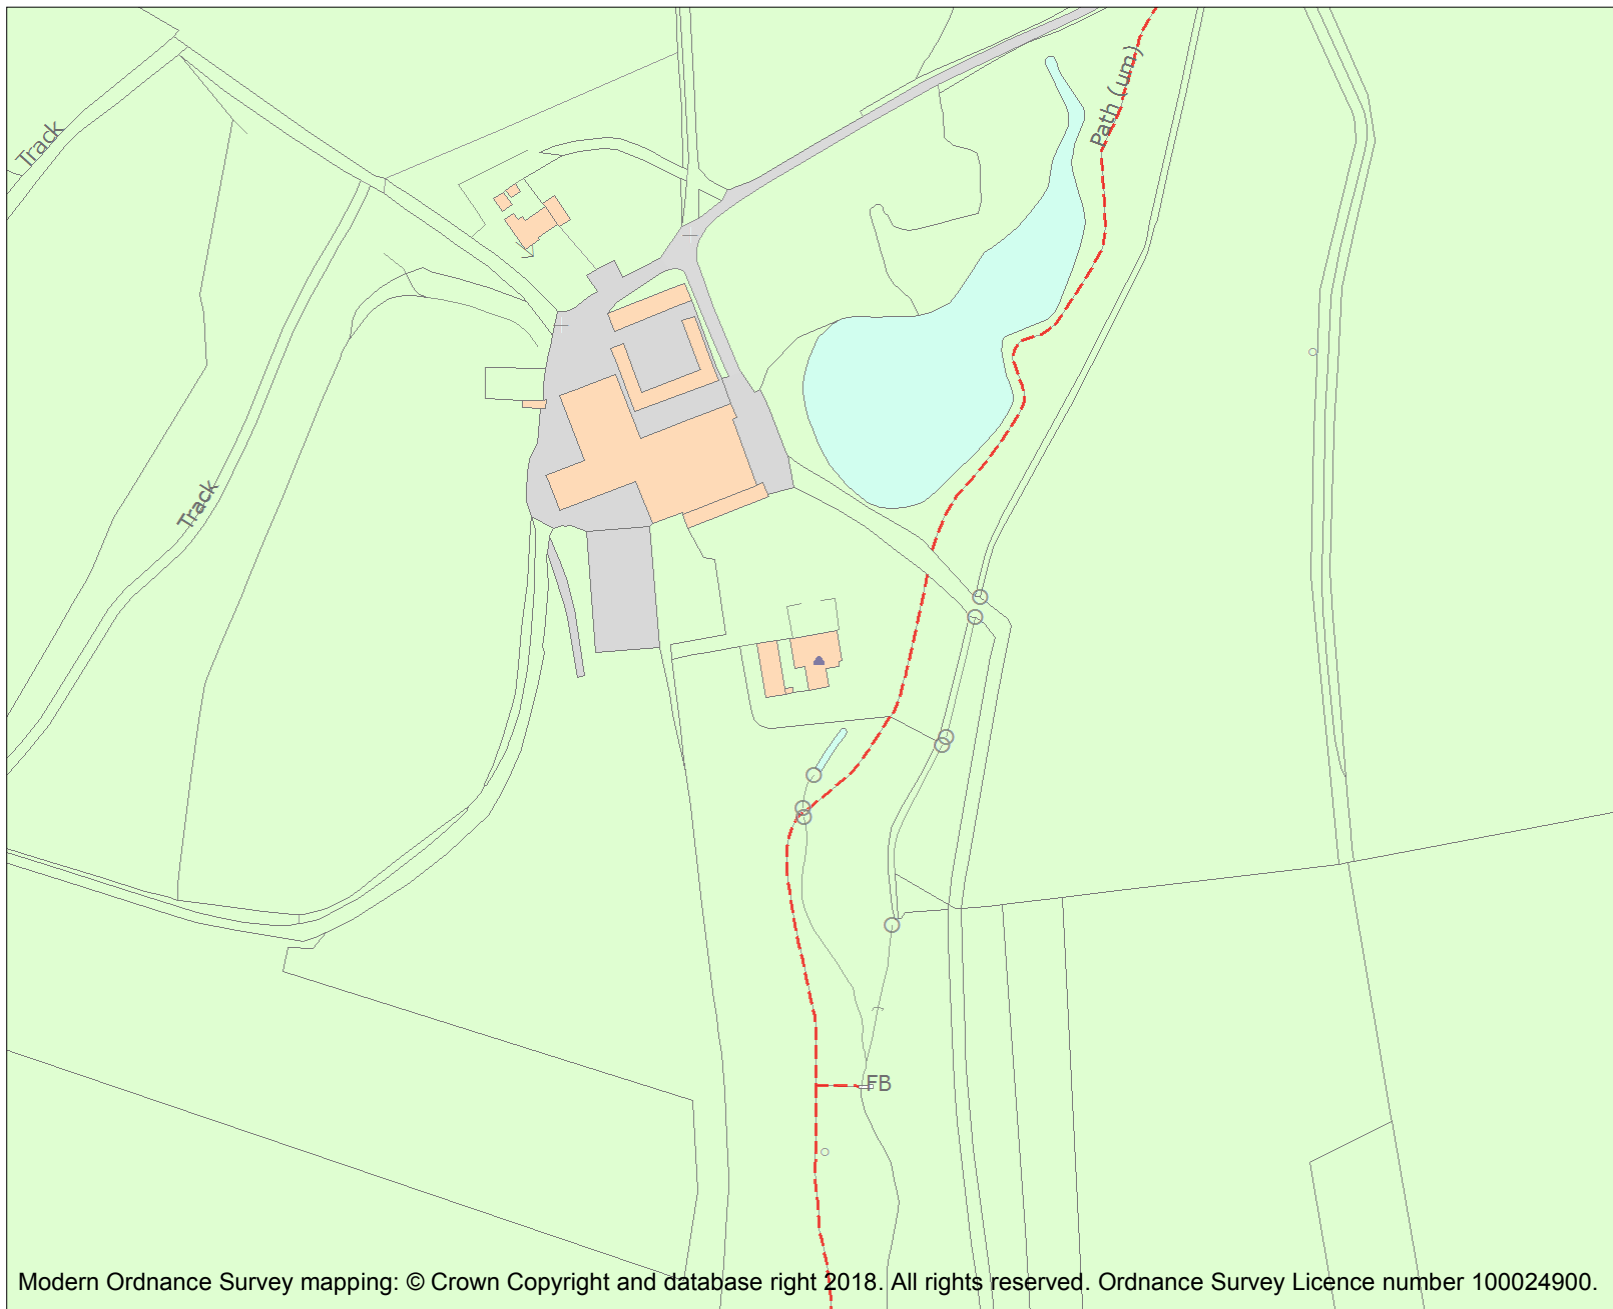 Path (um)
Track
Track
FB
Modern Ordnance Survey mapping: © Crown Copyright and database right 2018. All rights reserved. Ordnance Survey Licence number 100024900.